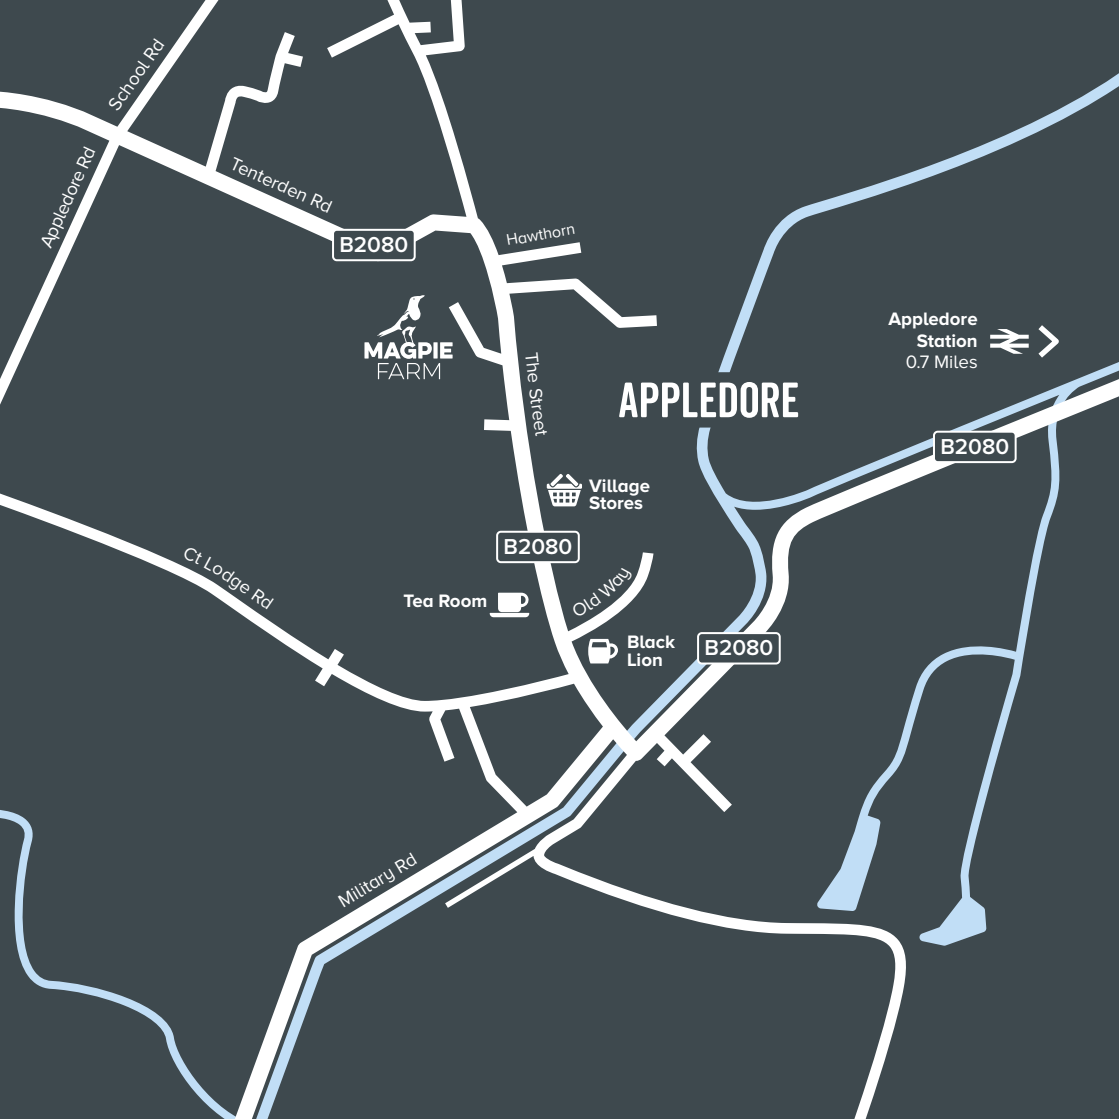 School Rd
Appledore Rd
Tenterden Rd
B2080
Hawthorn
MAGPIE
FARM
The Street
Appledore
Station
0.7 Miles
APPLEDORE
B2080
Village
Stores
B2080
Ct Lodge Rd
Tea Room
Old Way
Black
Lion
B2080
Military Rd